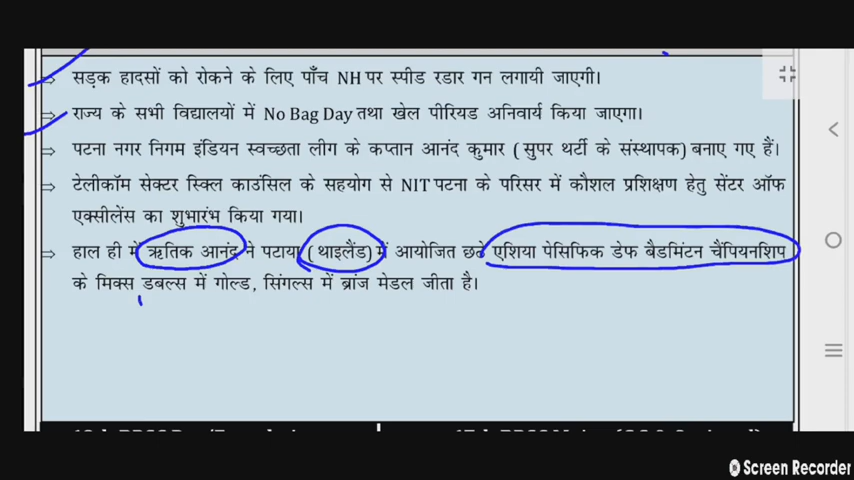 ⇒ सड़क हादसों को रोकने के लिए पाँच NH पर स्पीड रडार गन लगायी जाएगी।
⇒ राज्य के सभी विद्यालयों में No Bag Day तथा खेल पीरियड अनिवार्य किया जाएगा।
⇒ पटना नगर निगम इंडियन स्वच्छता लीग के कप्तान आनंद कुमार ( सुपर थर्टी के संस्थापक) बनाए गए हैं।
⇒ टेलीकॉम सेक्टर स्क्लि काउंसिल के सहयोग से NIT पटना के परिसर में कौशल प्रशिक्षण हेतु सेंटर ऑफ
एक्सीलेंस का शुभारंभ किया गया।
⇒ हाल ही में ऋतिक आनंद ने पटाया ( थाइलैंड) में आयोजित छठे एशिया पेसिफिक डेफ बैडमिंटन चैंपियनशिप
के मिक्स डबल्स में गोल्ड, सिंगल्स में ब्रांज मेडल जीता है।
Screen Recorder